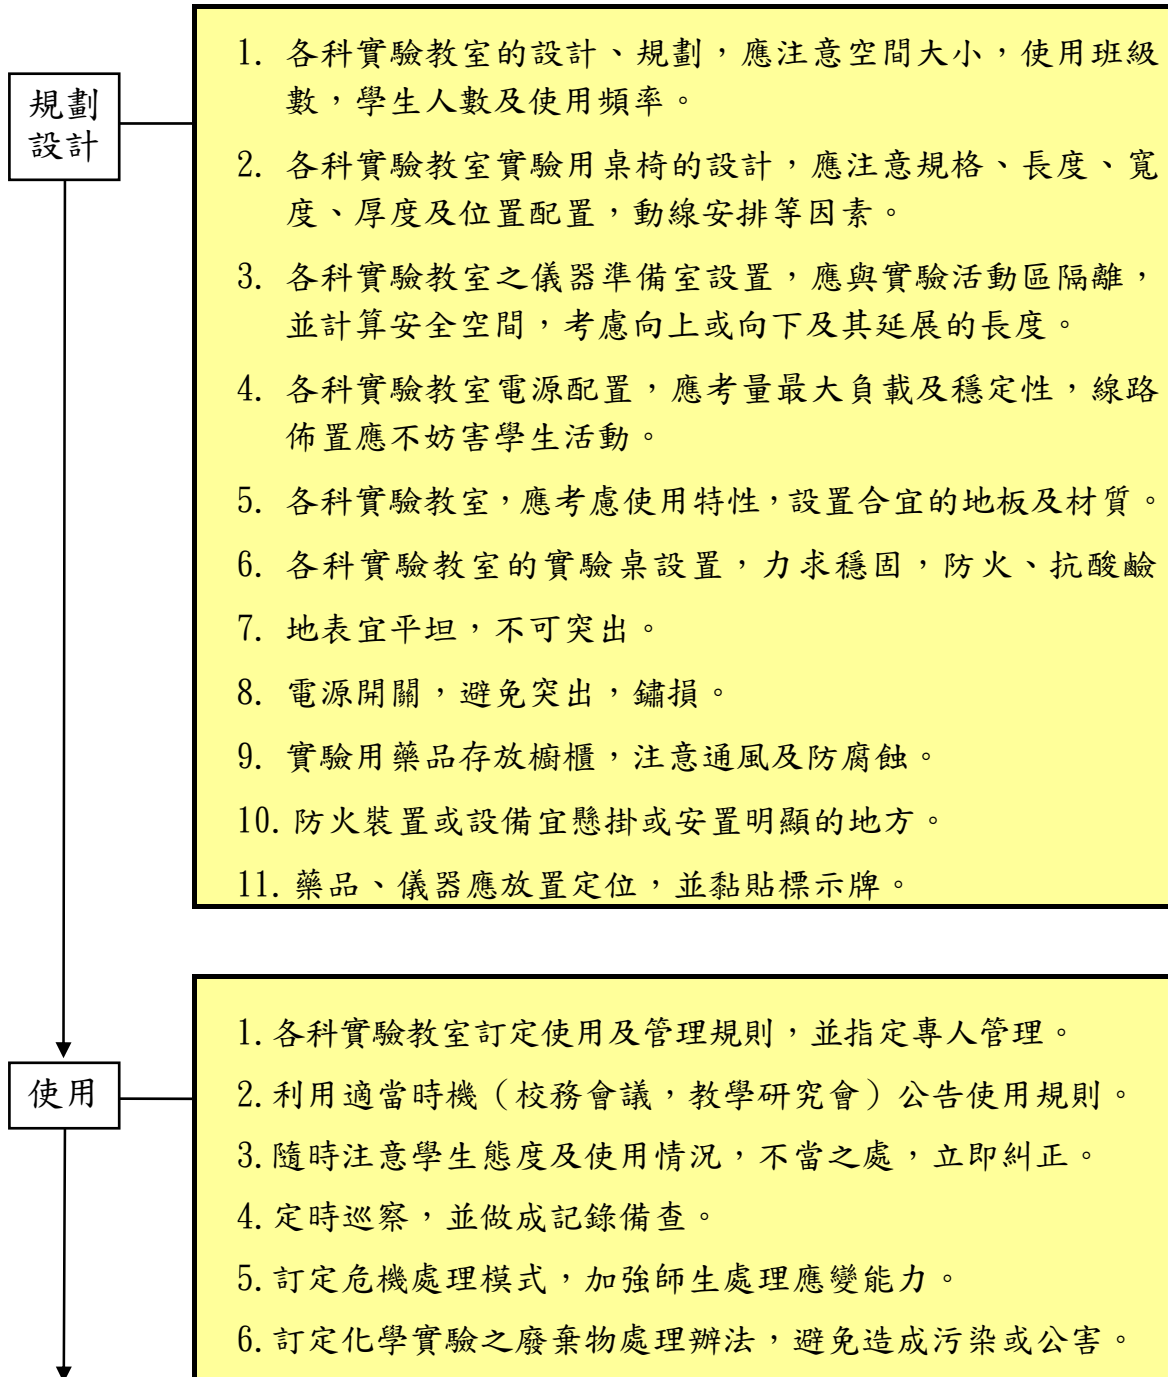 規劃
設計
1. 各科實驗教室的設計、規劃,應注意空間大小,使用班級
數,學生人數及使用頻率。
2. 各科實驗教室實驗用桌椅的設計,應注意規格、長度、寬
度、厚度及位置配置,動線安排等因素。
3. 各科實驗教室之儀器準備室設置,應與實驗活動區隔離,
並計算安全空間,考慮向上或向下及其延展的長度。
4. 各科實驗教室電源配置,應考量最大負載及穩定性,線路
佈置應不妨害學生活動。
5. 各科實驗教室,應考慮使用特性,設置合宜的地板及材質。
6. 各科實驗教室的實驗桌設置,力求穩固,防火、抗酸鹼
7. 地表宜平坦,不可突出。
8. 電源開關,避免突出,鏽損。
9. 實驗用藥品存放櫥櫃,注意通風及防腐蝕。
10. 防火裝置或設備宜懸掛或安置明顯的地方。
11. 藥品、儀器應放置定位,並黏貼標示牌。
使用
1. 各科實驗教室訂定使用及管理規則,並指定專人管理。
2. 利用適當時機(校務會議,教學研究會)公告使用規則。
3. 隨時注意學生態度及使用情況,不當之處,立即糾正。
4. 定時巡察,並做成記錄備查。
5. 訂定危機處理模式,加強師生處理應變能力。
6. 訂定化學實驗之廢棄物處理辦法,避免造成污染或公害。